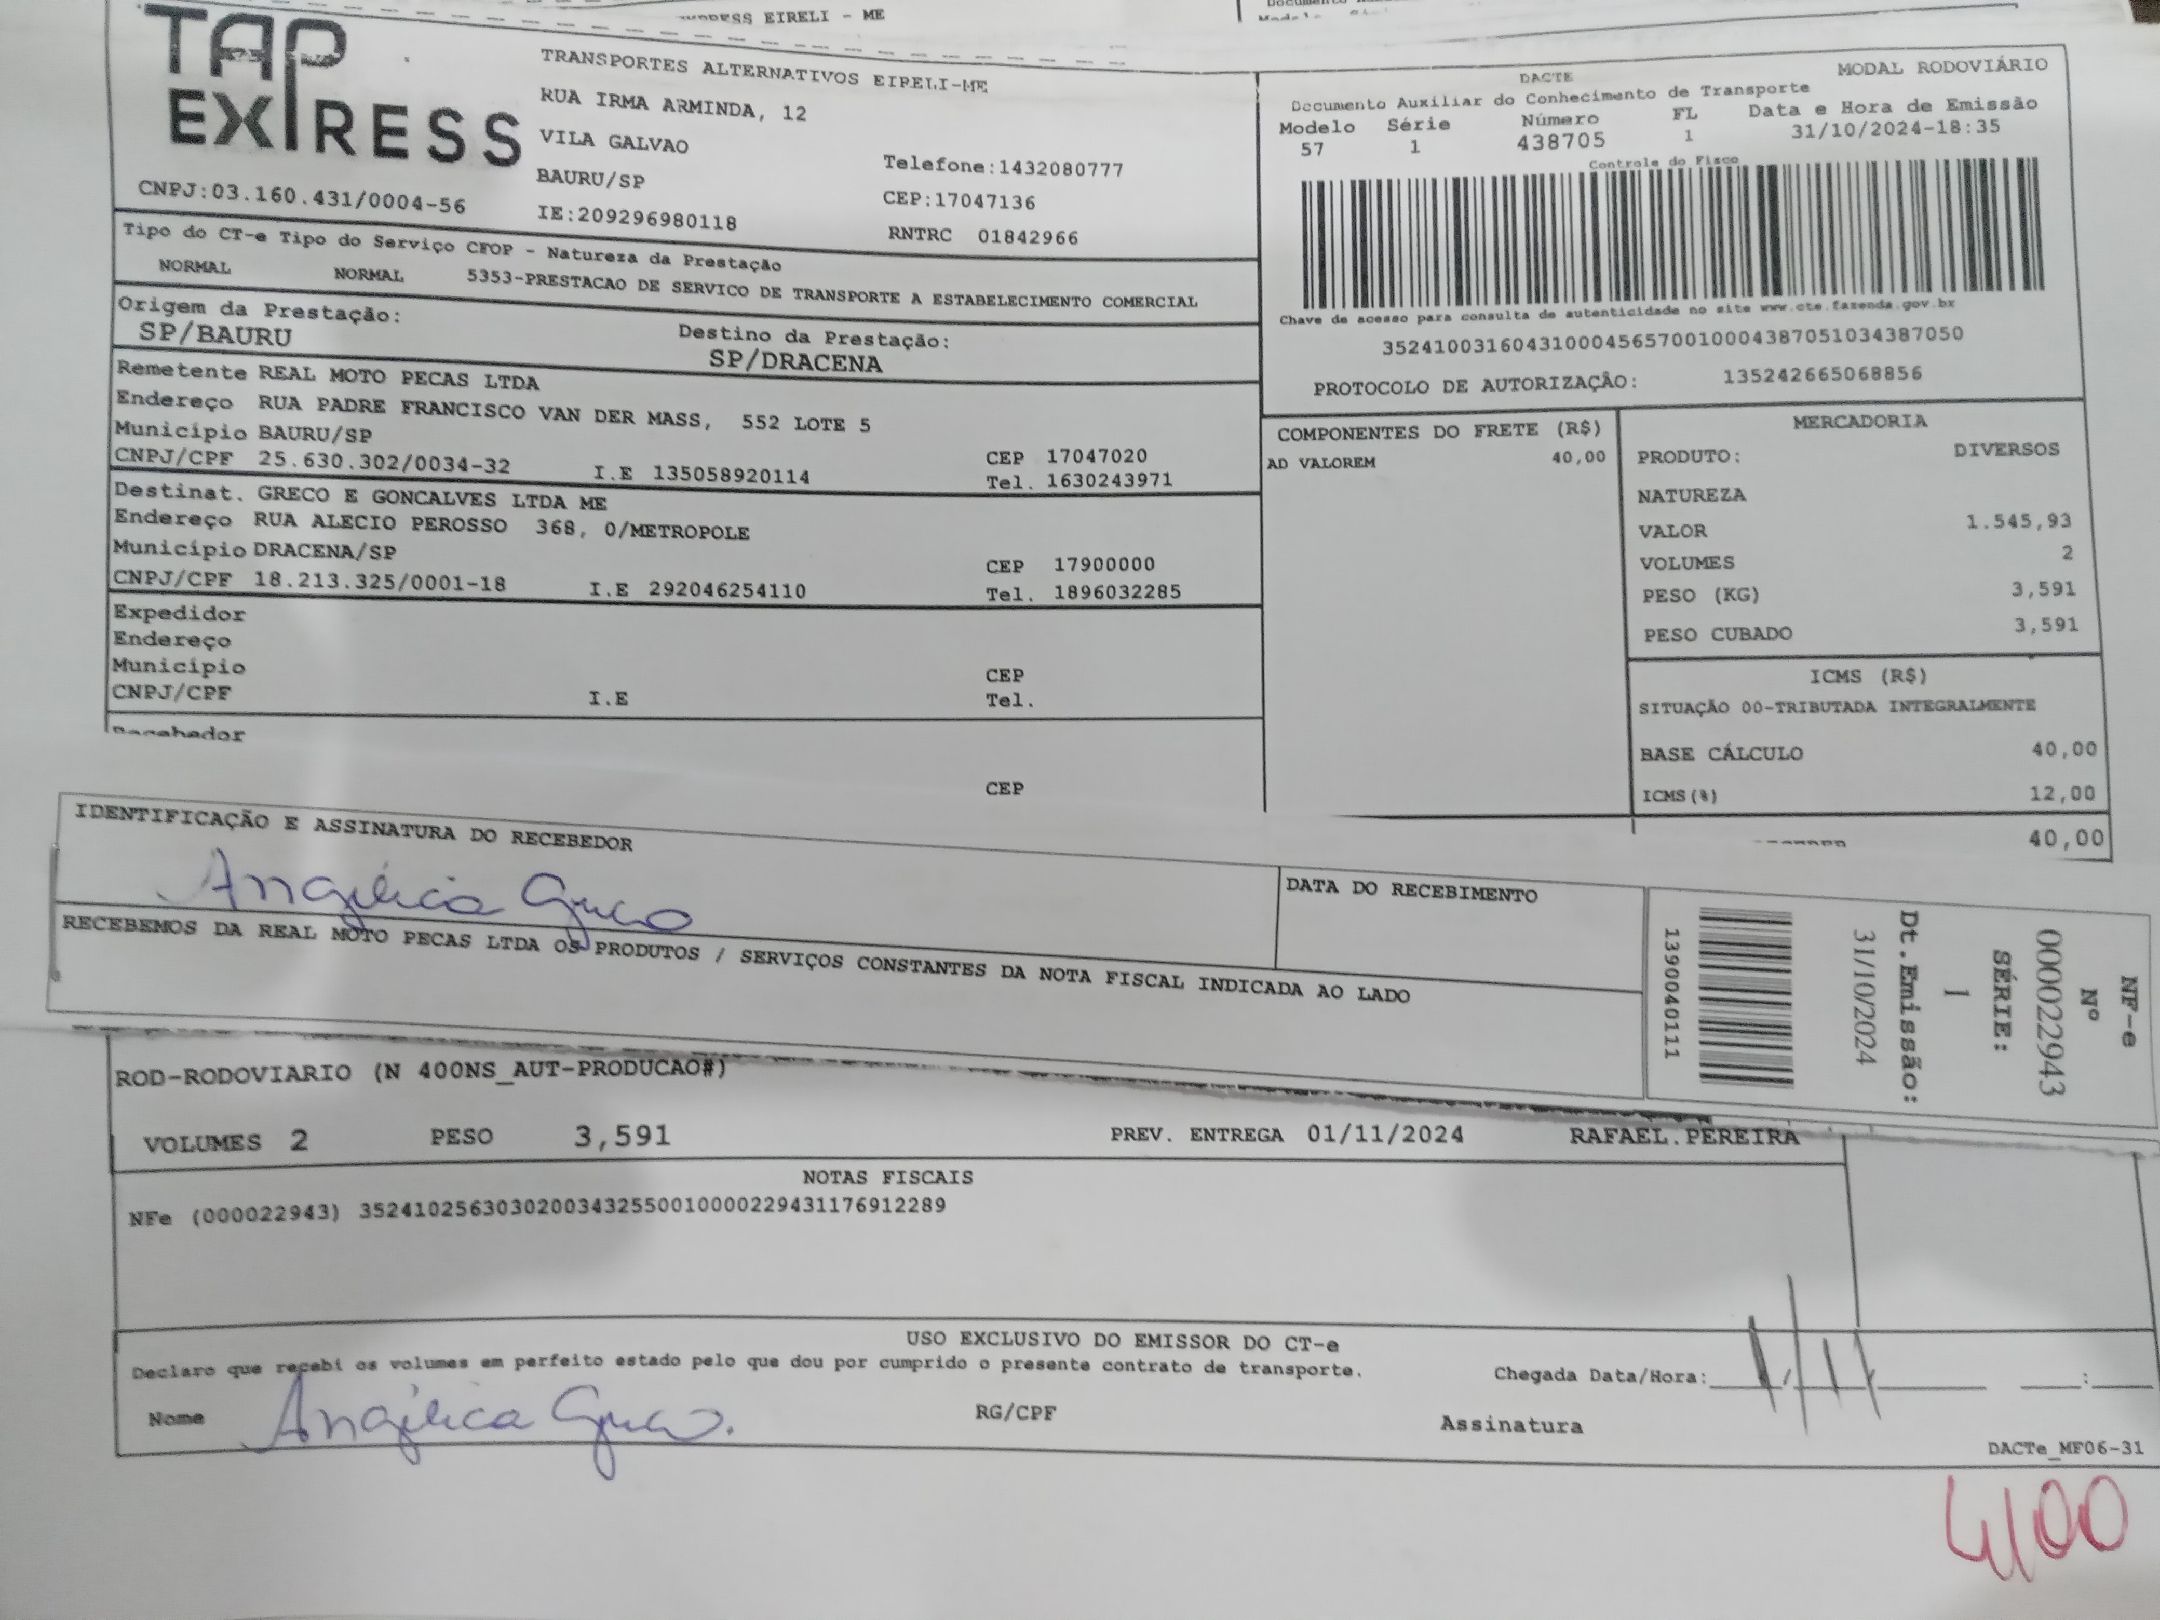 EIRELI - ME
TAP
EXPRESS
CNPJ:03.160.431/0004-56
TRANSPORTES ALTERNATIVOS EIRELI-ME
RUA IRMA ARMINDA, 12
VILA GALVAO
BAURU/SP
IE:209296980118
Telefone:1432080777
CEP:17047136
RNTRC 01842966
DACTE
MODAL RODOVIÁRIO
Documento Auxiliar do Conhecimento de Transporte
Modelo Série Número FL Data e Hora de Emissão
57 1 438705 1 31/10/2024-18:35
Controle do Fisco
Chave de acesso para consulta de autenticidade no site www.cte.fazenda.gov.br
35241003160431000456570010004387051034387050
PROTOCOLO DE AUTORIZAÇÃO: 135242665068856
Tipo do CT-e Tipo do Serviço CFOP - Natureza da Prestação
NORMAL NORMAL 5353-PRESTACAO DE SERVICO DE TRANSPORTE A ESTABELECIMENTO COMERCIAL
Origem da Prestação: Destino da Prestação:
SP/BAURU SP/DRACENA
Remetente REAL MOTO PECAS LTDA
Endereço RUA PADRE FRANCISCO VAN DER MASS, 552 LOTE 5
Municipio BAURU/SP CEP 17047020
CNPJ/CPF 25.630.302/0034-32 I.E 135058920114 Tel. 1630243971
Destinat. GRECO E GONCALVES LTDA ME
Endereço RUA ALECIO PEROSSO 368, 0/METROPOLE
Municipio DRACENA/SP CEP 17900000
CNPJ/CPF 18.213.325/0001-18 I.E 292046254110 Tel. 1896032285
Expedidor
Endereço
Municipio CEP
CNPJ/CPF I.E Tel.
Recebedor
CEP
COMPONENTES DO FRETE (R$)
AD VALOREM 40,00
MERCADORIA
PRODUTO: DIVERSOS
NATUREZA
VALOR 1.545,93
VOLUMES 2
PESO (KG) 3,591
PESO CUBADO 3,591
ICMS (R$)
SITUAÇÃO 00-TRIBUTADA INTEGRALMENTE
BASE CÁLCULO 40,00
ICMS(%) 12,00
40,00
IDENTIFICAÇÃO E ASSINATURA DO RECEBEDOR
Angélica Greco
DATA DO RECEBIMENTO
RECEBEMOS DA REAL MOTO PECAS LTDA OS PRODUTOS / SERVIÇOS CONSTANTES DA NOTA FISCAL INDICADA AO LADO
NF-e
Nº
000022943
SÉRIE:
1
Dt.Emissão:
31/10/2024
1390040111
ROD-RODOVIARIO (N 400NS_AUT-PRODUCAO#)
VOLUMES 2 PESO 3,591 PREV. ENTREGA 01/11/2024 RAFAEL.PEREIRA
NOTAS FISCAIS
NFe (000022943) 35241025630302003432550010000229431176912289
USO EXCLUSIVO DO EMISSOR DO CT-e
Declaro que recebi os volumes em perfeito estado pelo que dou por cumprido o presente contrato de transporte.
Chegada Data/Hora: 1/11
Nome Angélica Greco. RG/CPF Assinatura
DACTe_MF06-31